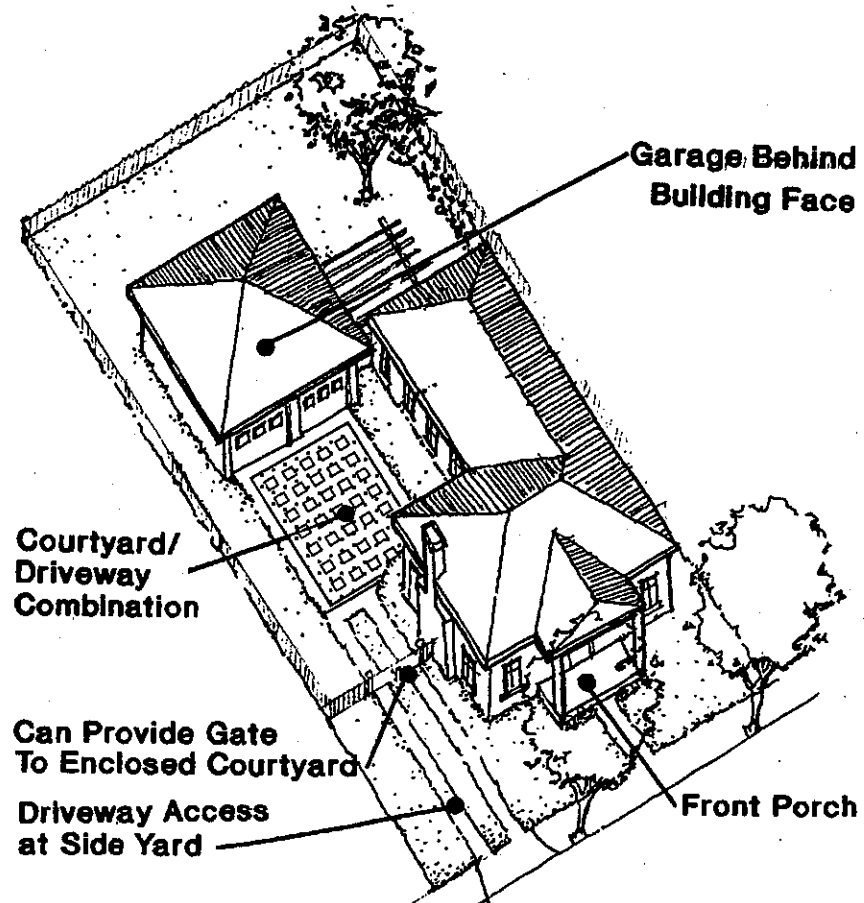 Garage Behind
Building Face
Courtyard/
Driveway
Combination
Can Provide Gate
To Enclosed Courtyard
Driveway Access
at Side Yard
Front Porch